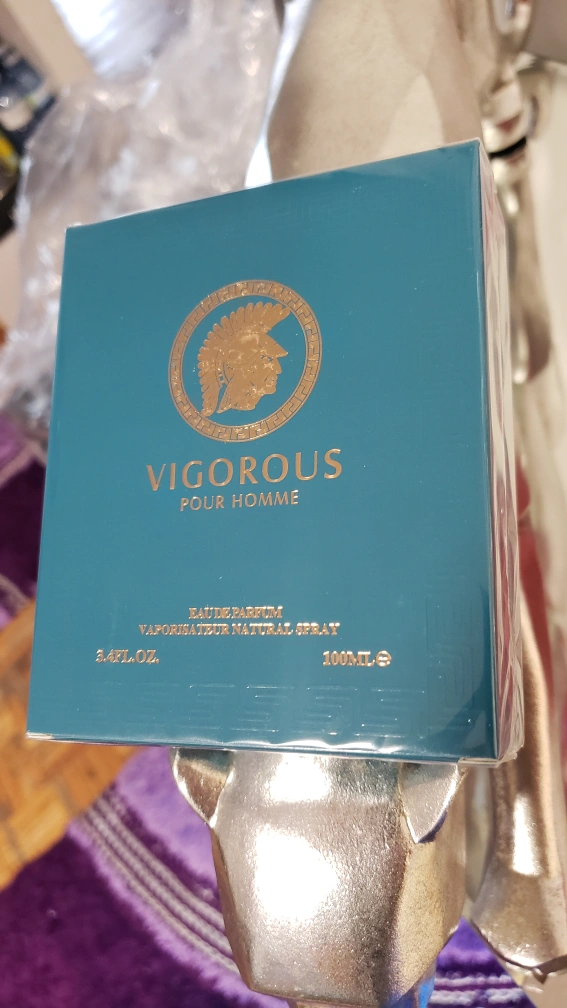 VIGOROUS
POUR HOMME
EAU DE PARFUM
VAPORISATEUR NATURAL SPRAY
3.4FL.OZ. 100ML℮